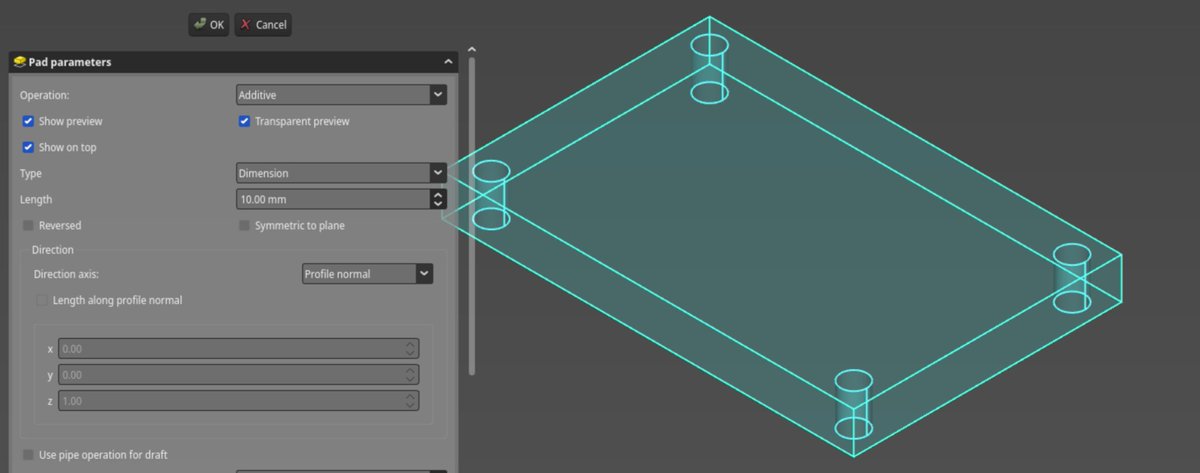 OK Cancel
Pad parameters
Operation: Additive
Show preview Transparent preview
Show on top
Type Dimension
Length 10.00 mm
Reversed Symmetric to plane
Direction
Direction axis: Profile normal
Length along profile normal
x 0.00
y 0.00
z 1.00
Use pipe operation for draft